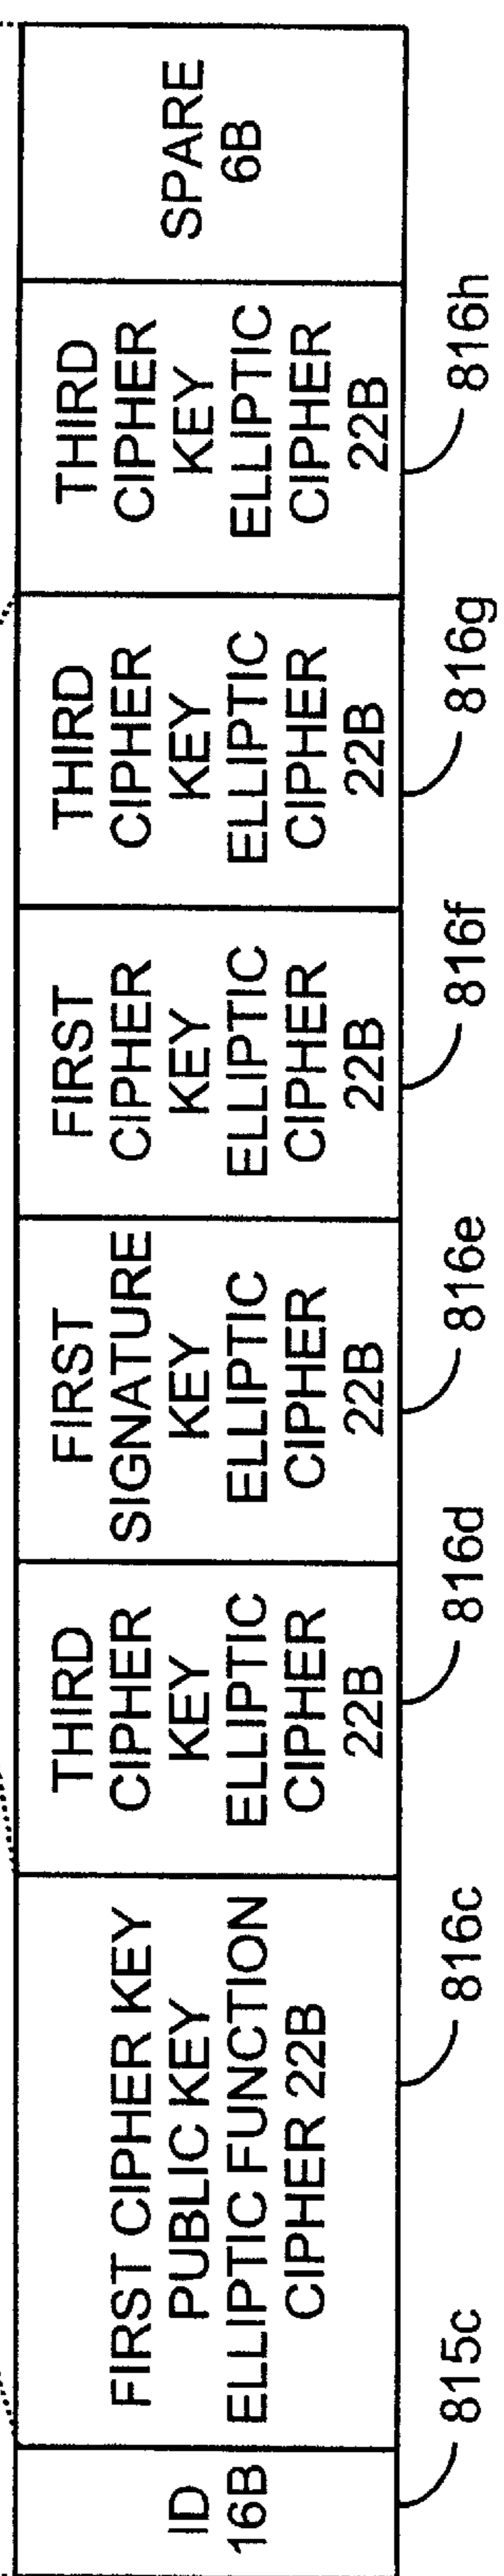 ID
16B
FIRST CIPHER KEY
PUBLIC KEY
ELLIPTIC FUNCTION
CIPHER 22B
THIRD
CIPHER
KEY
ELLIPTIC
CIPHER
22B
FIRST
SIGNATURE
KEY
ELLIPTIC
CIPHER
22B
FIRST
CIPHER
KEY
ELLIPTIC
CIPHER
22B
THIRD
CIPHER
KEY
ELLIPTIC
CIPHER
22B
THIRD
CIPHER
KEY
ELLIPTIC
CIPHER
22B
SPARE
6B
815c
816c
816d
816e
816f
816g
816h